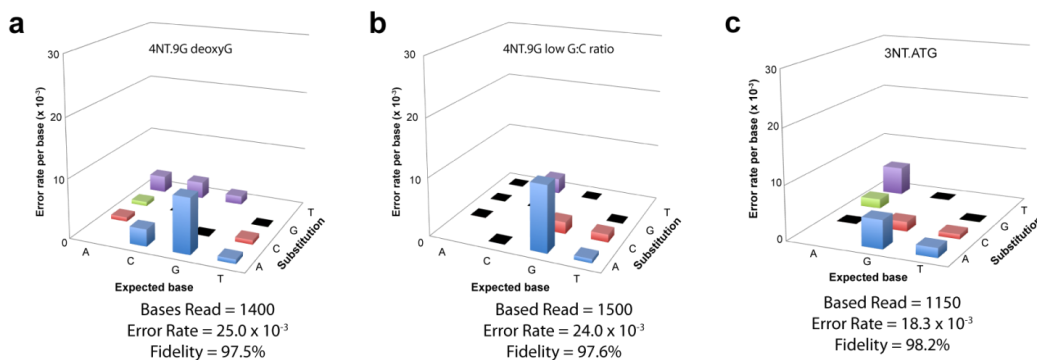 a
4NT.9G deoxyG
Error rate per base (x 10⁻³)
30
20
10
0
A
C
G
T
Expected base
A
C
G
T
Substitution
Bases Read = 1400
Error Rate = 25.0 x 10⁻³
Fidelity = 97.5%
b
4NT.9G low G:C ratio
Error rate per base (x 10⁻³)
30
20
10
0
A
C
G
T
Expected base
A
C
G
T
Substitution
Based Read = 1500
Error Rate = 24.0 x 10⁻³
Fidelity = 97.6%
c
3NT.ATG
Error rate per base (x 10⁻³)
30
20
10
0
A
G
T
Expected base
A
C
G
T
Substitution
Based Read = 1150
Error Rate = 18.3 x 10⁻³
Fidelity = 98.2%